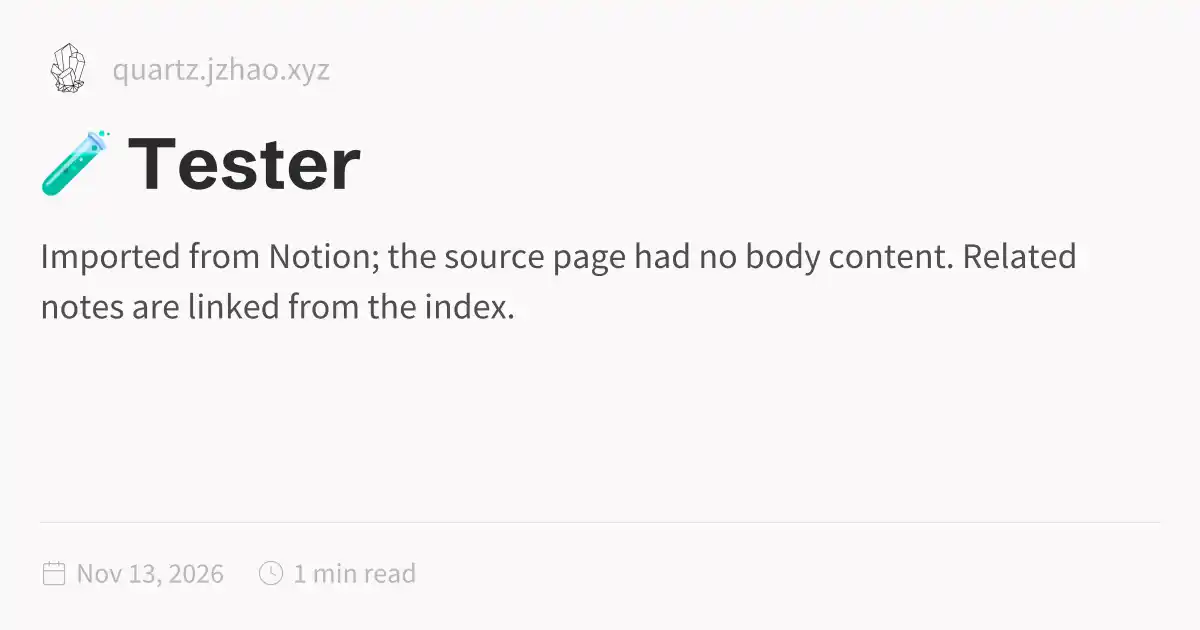 quartz.jzhao.xyz
🧪 Tester
Imported from Notion; the source page had no body content. Related
notes are linked from the index.
Nov 13, 2026 1 min read